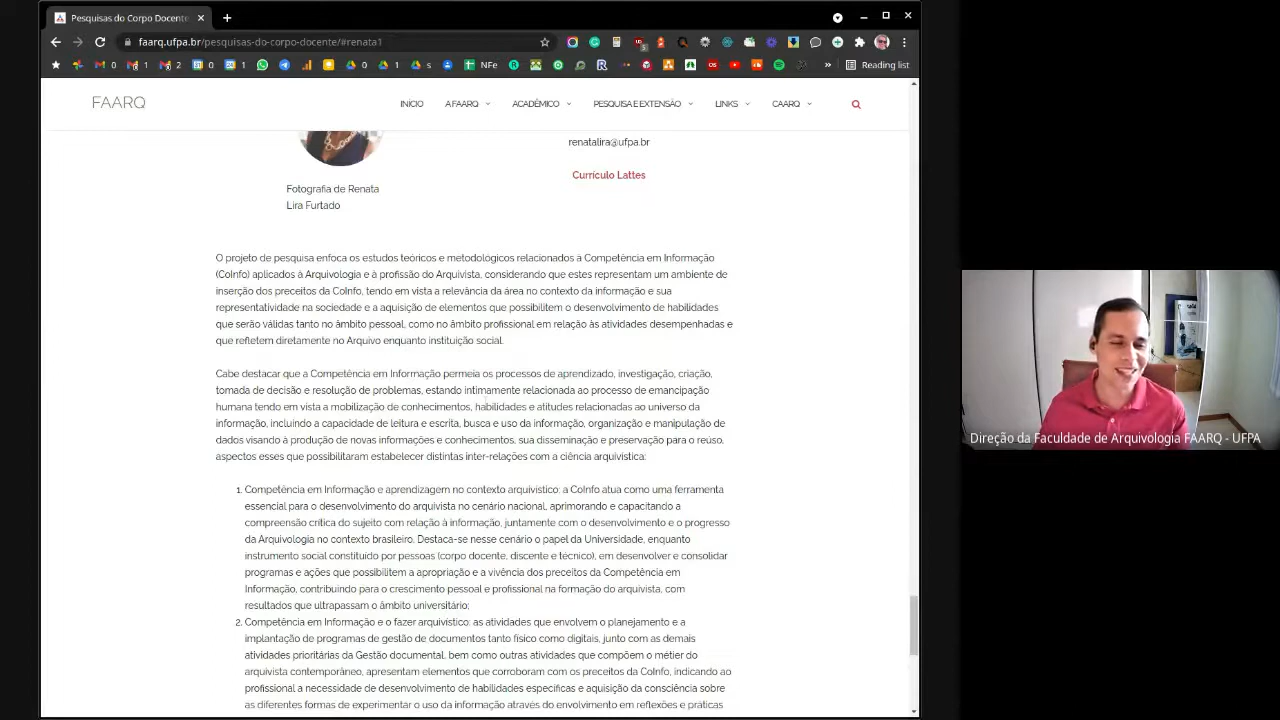 Pesquisas do Corpo Docente
faarq.ufpa.br/pesquisas-do-corpo-docente/#renata1
0 1 2 0 1 0 1 s NFe Reading list
FAARQ
INICIO A FAARQ ACADÊMICO PESQUISA E EXTENSÃO LINKS CAARQ
renatalira@ufpa.br
Currículo Lattes
Fotografia de Renata
Lira Furtado
O projeto de pesquisa enfoca os estudos teóricos e metodológicos relacionados à Competência em Informação
(CoInfo) aplicados à Arquivologia e à profissão do Arquivista, considerando que estes representam um ambiente de
inserção dos preceitos da CoInfo, tendo em vista a relevância da área no contexto da informação e sua
representatividade na sociedade e a aquisição de elementos que possibilitem o desenvolvimento de habilidades
que serão válidas tanto no âmbito pessoal, como no âmbito profissional em relação às atividades desempenhadas e
que refletem diretamente no Arquivo enquanto instituição social.
Cabe destacar que a Competência em Informação permeia os processos de aprendizado, investigação, criação,
tomada de decisão e resolução de problemas, estando intimamente relacionada ao processo de emancipação
humana tendo em vista a mobilização de conhecimentos, habilidades e atitudes relacionadas ao universo da
informação, incluindo a capacidade de leitura e escrita, busca e uso da informação, organização e manipulação de
dados visando à produção de novas informações e conhecimentos, sua disseminação e preservação para o reúso,
aspectos esses que possibilitaram estabelecer distintas inter-relações com a ciência arquivística:
1. Competência em Informação e aprendizagem no contexto arquivístico: a CoInfo atua como uma ferramenta
essencial para o desenvolvimento do arquivista no cenário nacional, aprimorando e capacitando a
compreensão crítica do sujeito com relação à informação, juntamente com o desenvolvimento e o progresso
da Arquivologia no contexto brasileiro. Destaca-se nesse cenário o papel da Universidade, enquanto
instrumento social constituído por pessoas (corpo docente, discente e técnico), em desenvolver e consolidar
programas e ações que possibilitem a apropriação e a vivência dos preceitos da Competência em
Informação, contribuindo para o crescimento pessoal e profissional na formação do arquivista, com
resultados que ultrapassam o âmbito universitário;
2. Competência em Informação e o fazer arquivístico: as atividades que envolvem o planejamento e a
implantação de programas de gestão de documentos tanto físico como digitais, junto com as demais
atividades prioritárias da Gestão documental, bem como outras atividades que compõem o métier do
arquivista contemporâneo, apresentam elementos que corroboram com os preceitos da CoInfo, indicando ao
profissional a necessidade de desenvolvimento de habilidades específicas e aquisição da consciência sobre
as diferentes formas de experimentar o uso da informação através do envolvimento em reflexões e práticas
Direção da Faculdade de Arquivologia FAARQ - UFPA